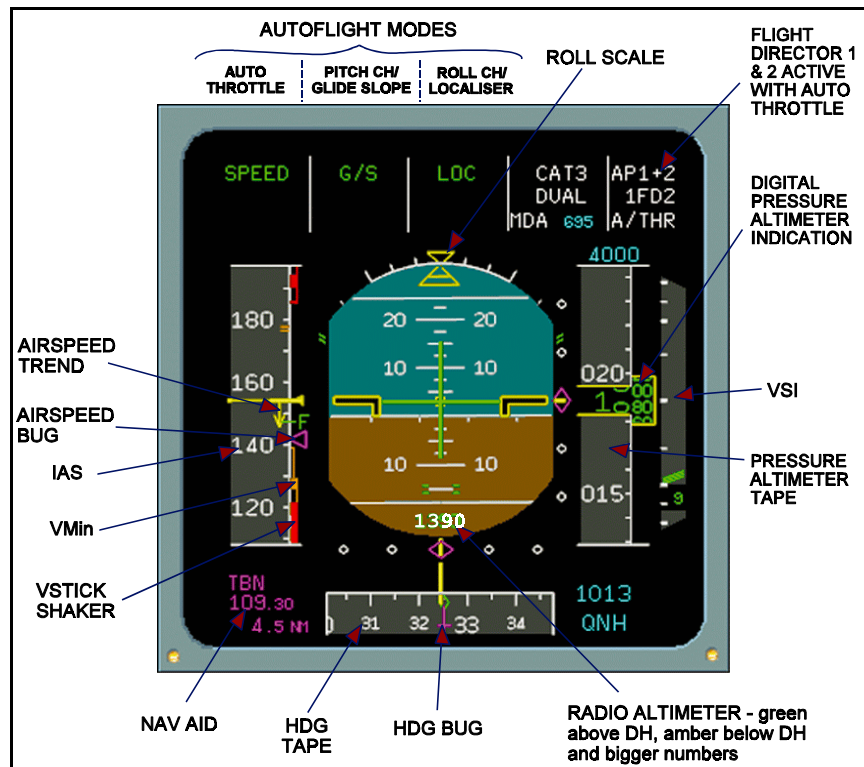 AUTOFLIGHT MODES
AUTO
THROTTLE
PITCH CH/
GLIDE SLOPE
ROLL CH/
LOCALISER
ROLL SCALE
FLIGHT
DIRECTOR 1
& 2 ACTIVE
WITH AUTO
THROTTLE
SPEED
G/S
LOC
CAT3
DUAL
MDA 695
AP1+2
1FD2
A/THR
DIGITAL
PRESSURE
ALTIMETER
INDICATION
4000
180
160
140
120
F
20 20
10 10
10 10
1390
020
1
00
80
015
9
AIRSPEED
TREND
AIRSPEED
BUG
IAS
VMin
VSTICK
SHAKER
VSI
PRESSURE
ALTIMETER
TAPE
TBN
109.30
4.5 NM
0 31 32 33 34
1013
QNH
NAV AID
HDG
TAPE
HDG BUG
RADIO ALTIMETER - green
above DH, amber below DH
and bigger numbers